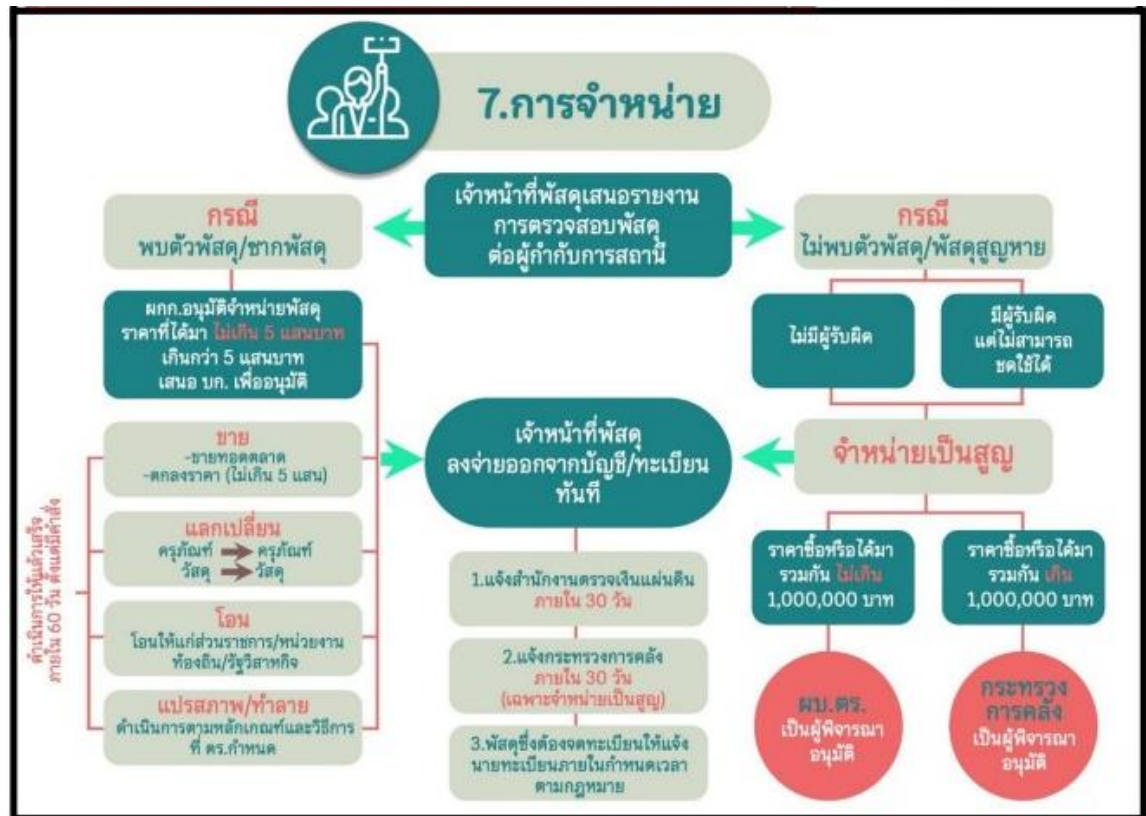 7.การจำหน่าย
เจ้าหน้าที่พัสดุเสนอรายงาน
การตรวจสอบพัสดุ
ต่อผู้กำกับการสถานี
กรณี
พบตัวพัสดุ/ซากพัสดุ
ผกก.อนุมัติจำหน่ายพัสดุ
ราคาที่ได้มา ไม่เกิน 5 แสนบาท
เกินกว่า 5 แสนบาท
เสนอ บก. เพื่ออนุมัติ
ดำเนินการให้แล้วเสร็จ
ภายใน 60 วัน ตั้งแต่มีคำสั่ง
ขาย
-ขายทอดตลาด
-ตกลงราคา (ไม่เกิน 5 แสน)
แลกเปลี่ยน
ครุภัณฑ์ ครุภัณฑ์
วัสดุ วัสดุ
โอน
โอนให้แก่ส่วนราชการ/หน่วยงาน
ท้องถิ่น/รัฐวิสาหกิจ
แปรสภาพ/ทำลาย
ดำเนินการตามหลักเกณฑ์และวิธีการ
ที่ ตร.กำหนด
เจ้าหน้าที่พัสดุ
ลงจ่ายออกจากบัญชี/ทะเบียน
ทันที
1.แจ้งสำนักงานตรวจเงินแผ่นดิน
ภายใน 30 วัน
2.แจ้งกระทรวงการคลัง
ภายใน 30 วัน
(เฉพาะจำหน่ายเป็นสูญ)
3.พัสดุซึ่งต้องจดทะเบียนให้แจ้ง
นายทะเบียนภายในกำหนดเวลา
ตามกฎหมาย
กรณี
ไม่พบตัวพัสดุ/พัสดุสูญหาย
ไม่มีผู้รับผิด
มีผู้รับผิด
แต่ไม่สามารถ
ชดใช้ได้
จำหน่ายเป็นสูญ
ราคาซื้อหรือได้มา
รวมกัน ไม่เกิน
1,000,000 บาท
ราคาซื้อหรือได้มา
รวมกัน เกิน
1,000,000 บาท
ผบ.ตร.
เป็นผู้พิจารณา
อนุมัติ
กระทรวง
การคลัง
เป็นผู้พิจารณา
อนุมัติ